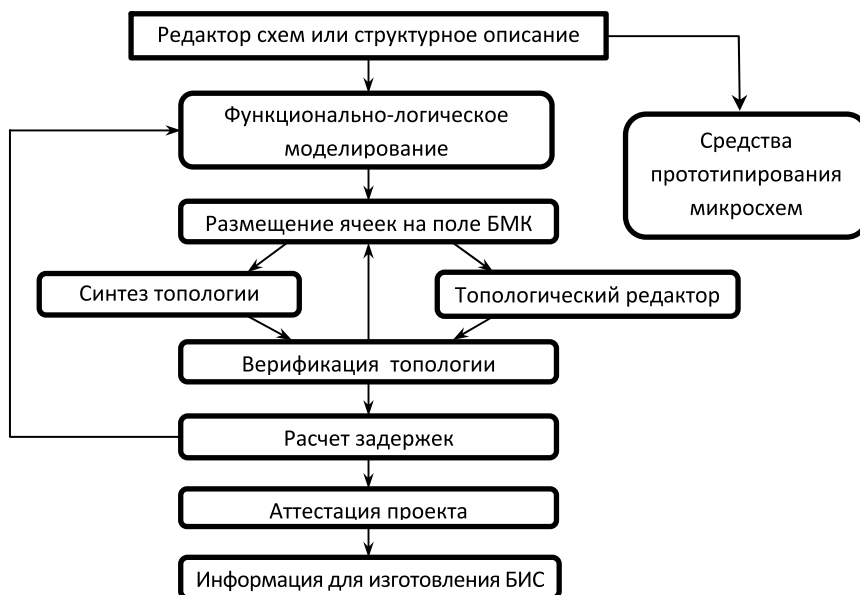 Редактор схем или структурное описание
Функционально-логическое
моделирование
Средства
прототипирования
микросхем
Размещение ячеек на поле БМК
Синтез топологии
Топологический редактор
Верификация топологии
Расчет задержек
Аттестация проекта
Информация для изготовления БИС